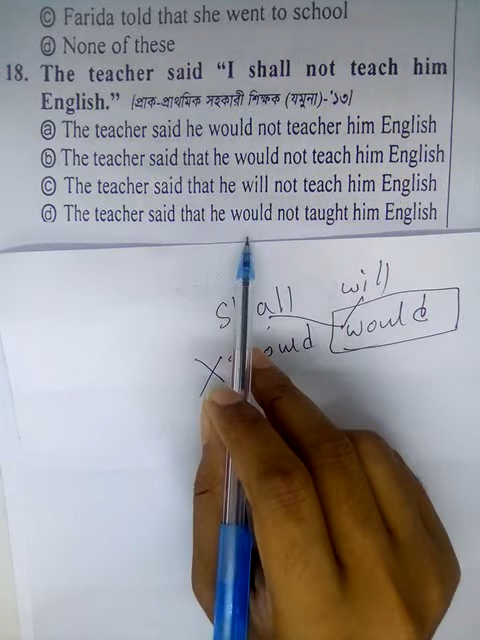 ⓒ Farida told that she went to school
ⓓ None of these
18. The teacher said “I shall not teach him
English.” [প্রাক-প্রাথমিক সহকারী শিক্ষক (যমুনা)-'১৩]
ⓐ The teacher said he would not teacher him English
ⓑ The teacher said that he would not teach him English
ⓒ The teacher said that he will not teach him English
ⓓ The teacher said that he would not taught him English
will
would